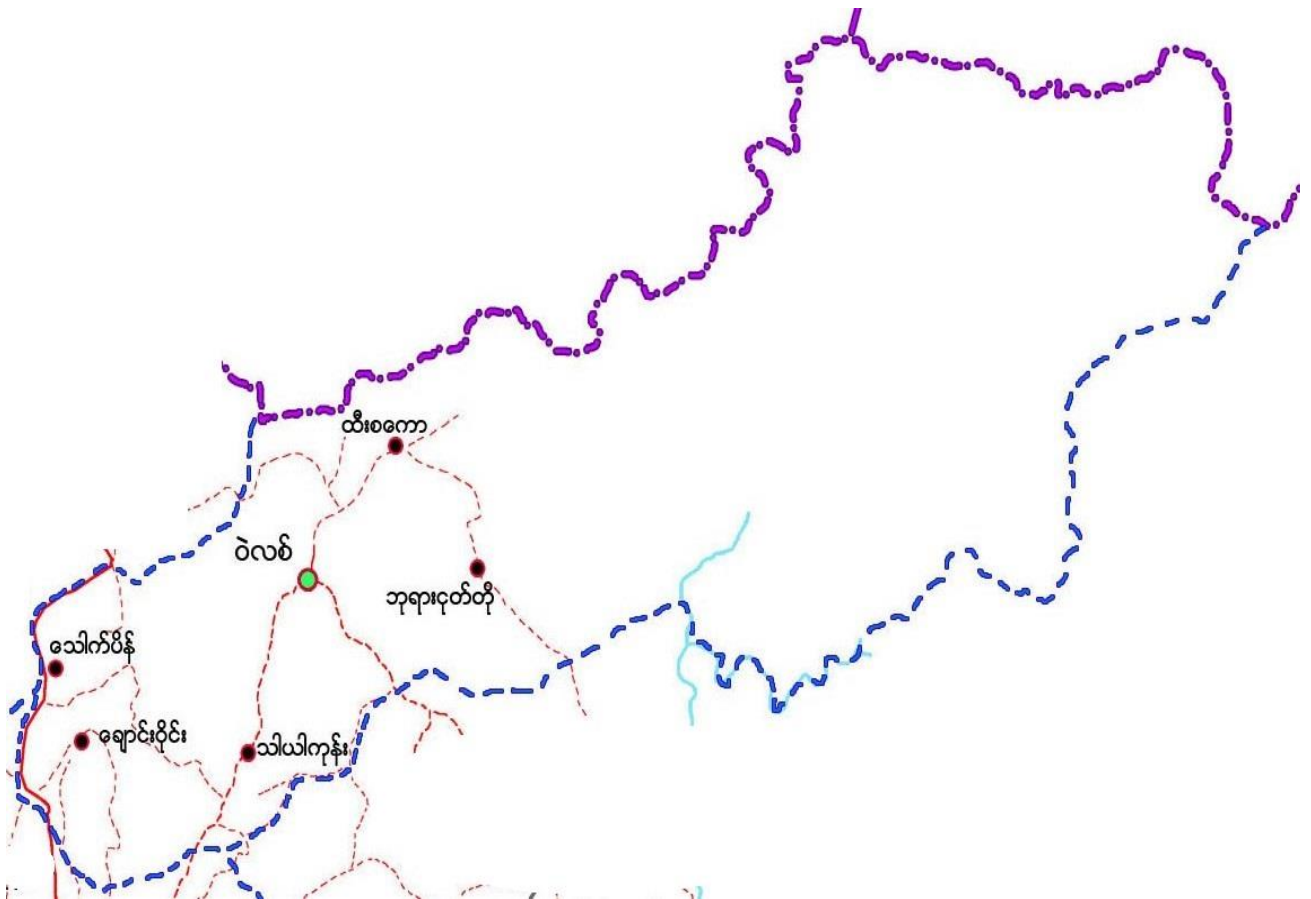 ထီးစကော
ဝဲလစ်
ဘုရားငုတ်တို
သေါက်ပိန်
ချောင်းဝိုင်း
သါယါကုန်း